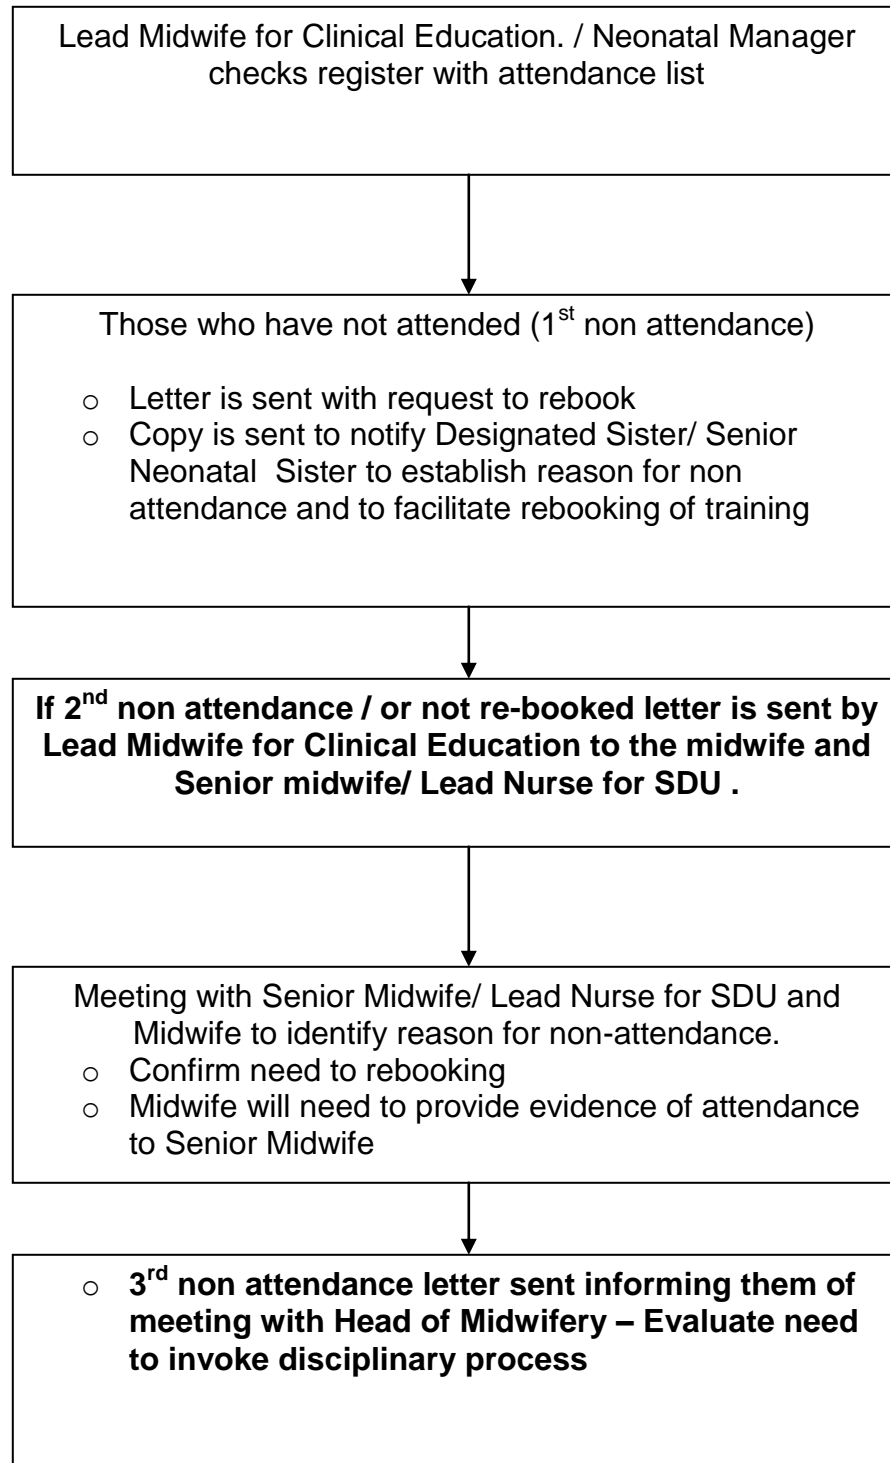 Lead Midwife for Clinical Education. / Neonatal Manager
checks register with attendance list
Those who have not attended (1st non attendance)
o Letter is sent with request to rebook
o Copy is sent to notify Designated Sister/ Senior
Neonatal Sister to establish reason for non
attendance and to facilitate rebooking of training
If 2nd non attendance / or not re-booked letter is sent by
Lead Midwife for Clinical Education to the midwife and
Senior midwife/ Lead Nurse for SDU .
Meeting with Senior Midwife/ Lead Nurse for SDU and
Midwife to identify reason for non-attendance.
o Confirm need to rebooking
o Midwife will need to provide evidence of attendance
to Senior Midwife
o 3rd non attendance letter sent informing them of
meeting with Head of Midwifery – Evaluate need
to invoke disciplinary process